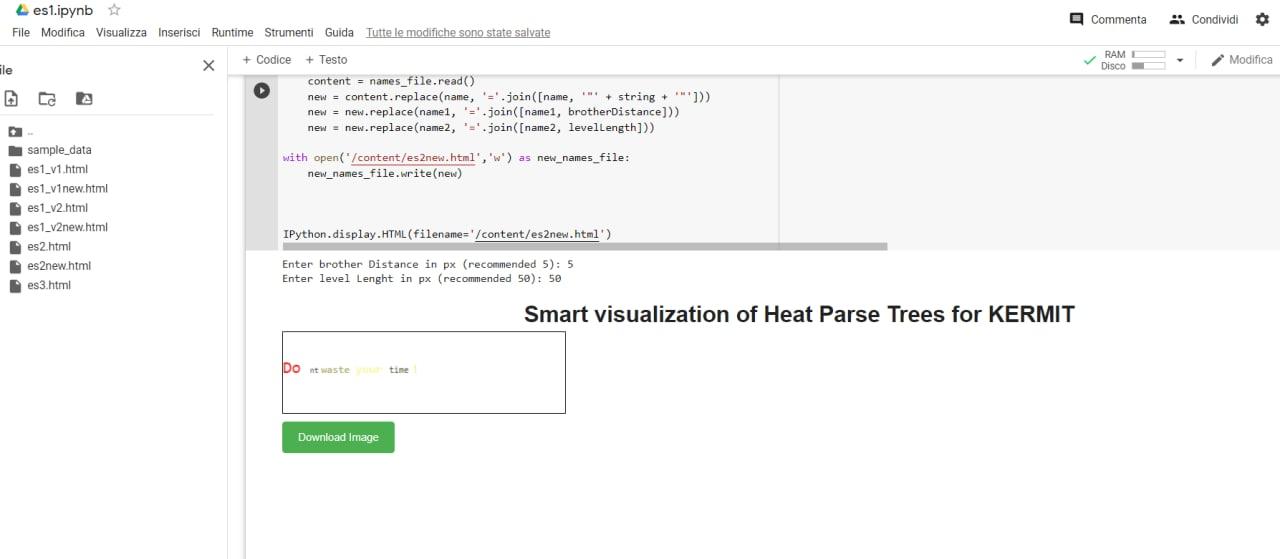 es1.ipynb
File Modifica Visualizza Inserisci Runtime Strumenti Guida Tutte le modifiche sono state salvate
Commenta Condividi
ile
+ Codice + Testo
RAM
Disco
Modifica
..
sample_data
es1_v1.html
es1_v1new.html
es1_v2.html
es1_v2new.html
es2.html
es2new.html
es3.html
content = names_file.read()
new = content.replace(name, '='.join([name, '"' + string + '"']))
new = new.replace(name1, '='.join([name1, brotherDistance]))
new = new.replace(name2, '='.join([name2, levelLength]))
with open('/content/es2new.html','w') as new_names_file:
new_names_file.write(new)
IPython.display.HTML(filename='/content/es2new.html')
Enter brother Distance in px (recommended 5): 5
Enter level Lenght in px (recommended 50): 50
Smart visualization of Heat Parse Trees for KERMIT
Do nt waste your time !
Download Image